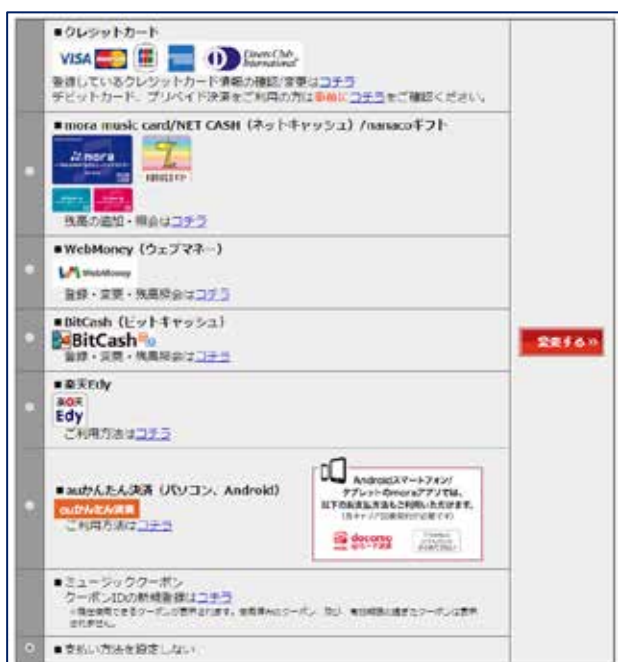 ■クレジットカード
VISA
Diners Club International
登録しているクレジットカード情報の確認/変更はコチラ
デビットカード、プリペイド決済をご利用の方は事前にコチラをご確認ください。
■mora music card/NET CASH（ネットキャッシュ）/nanacoギフト
mora
残高の追加・照会はコチラ
■WebMoney（ウェブマネー）
WebMoney
登録・変更・残高照会はコチラ
■BitCash（ビットキャッシュ）
BitCash
登録・変更・残高照会はコチラ
変更する
■楽天Edy
楽天
Edy
ご利用方法はコチラ
■auかんたん決済（パソコン、Android）
auかんたん決済
ご利用方法はコチラ
Androidスマートフォン/
タブレットのmoraアプリでは、
以下のお支払方法もご利用いただけます。
docomo
■ミュージッククーポン
クーポンIDの新規登録はコチラ
■支払い方法を設定しない